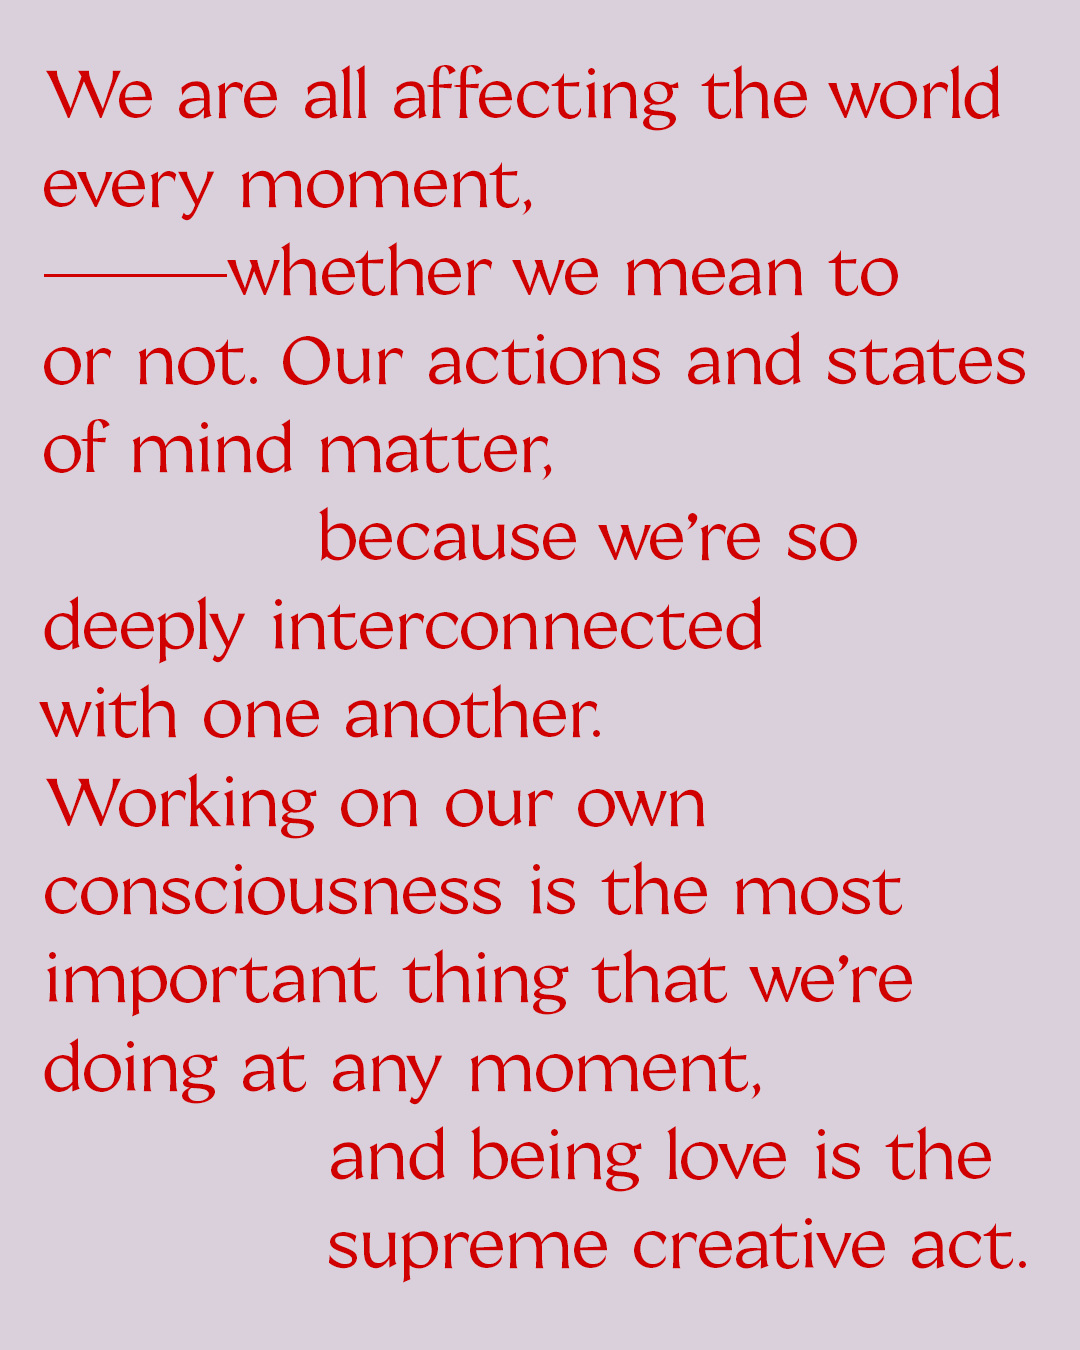 We are all affecting the world
every moment,
—whether we mean to
or not. Our actions and states
of mind matter,
because we’re so
deeply interconnected
with one another.
Working on our own
consciousness is the most
important thing that we’re
doing at any moment,
and being love is the
supreme creative act.